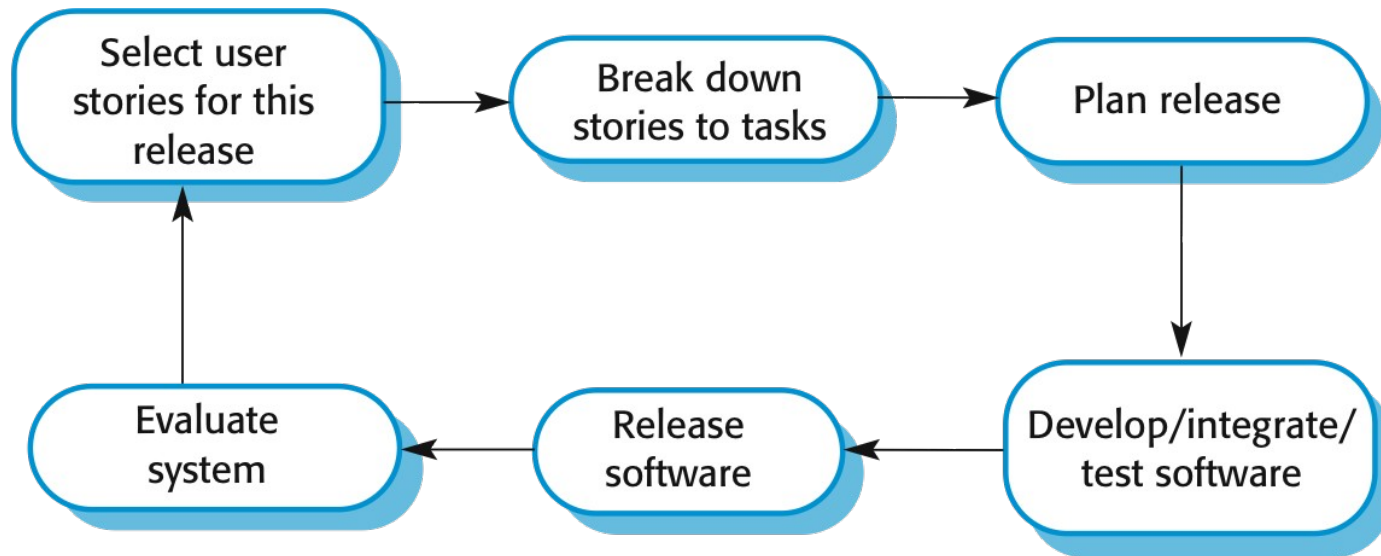 Select user
stories for this
release
Break down
stories to tasks
Plan release
Evaluate
system
Release
software
Develop/integrate/
test software